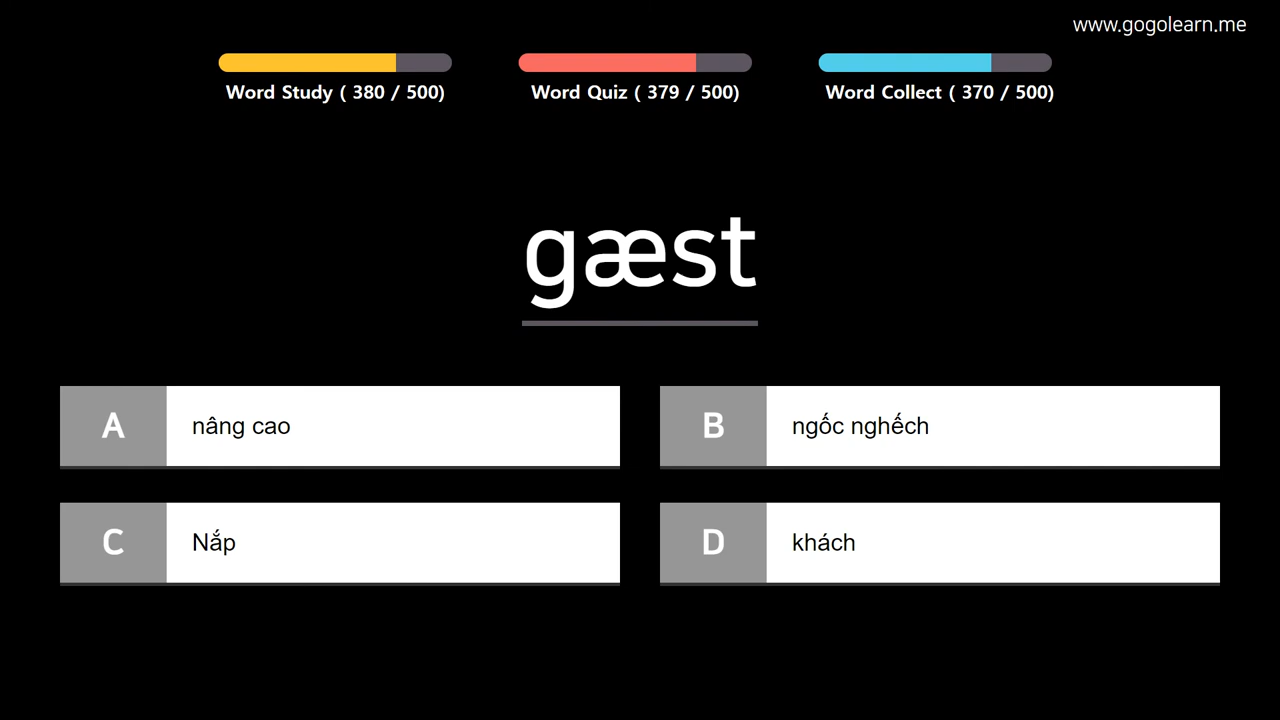 www.gogolearn.me
Word Study ( 380 / 500)
Word Quiz ( 379 / 500)
Word Collect ( 370 / 500)
gæst
A
nâng cao
B
ngốc nghếch
C
Nắp
D
khách